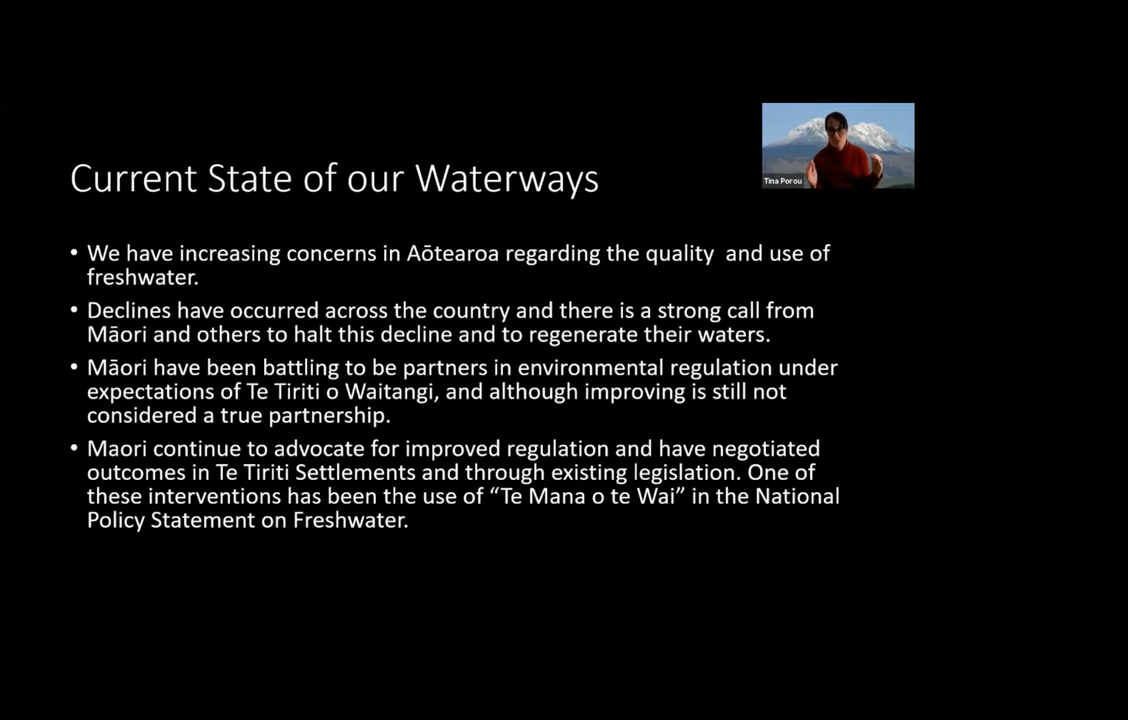 Tina Porou
Current State of our Waterways
• We have increasing concerns in Aōtearoa regarding the quality  and use of
freshwater.
• Declines have occurred across the country and there is a strong call from
Māori and others to halt this decline and to regenerate their waters.
• Māori have been battling to be partners in environmental regulation under
expectations of Te Tiriti o Waitangi, and although improving is still not
considered a true partnership.
• Maori continue to advocate for improved regulation and have negotiated
outcomes in Te Tiriti Settlements and through existing legislation. One of
these interventions has been the use of “Te Mana o te Wai” in the National
Policy Statement on Freshwater.